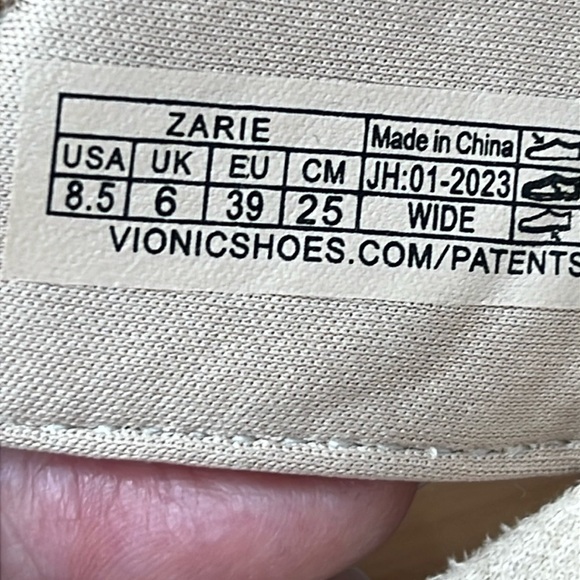 ZARIE Made in China
USA UK EU CM JH:01-2023
8.5 6 39 25 WIDE
VIONICSHOES.COM/PATENTS